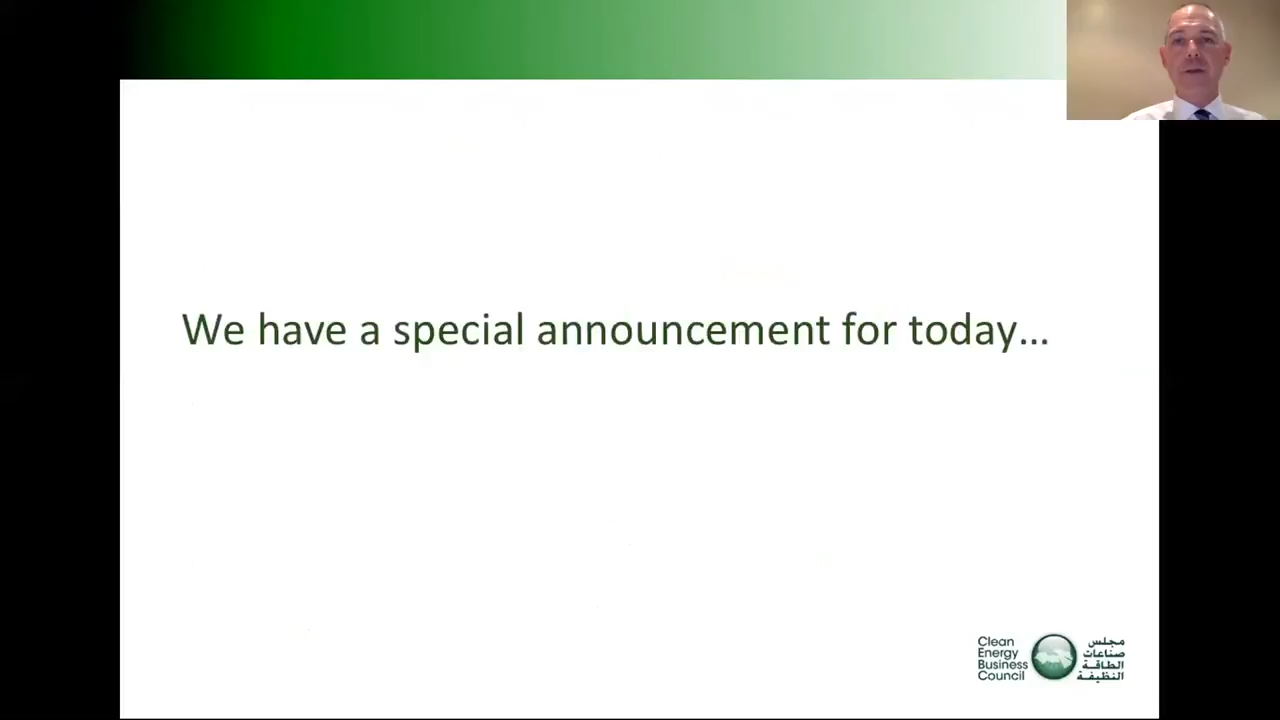 We have a special announcement for today...
Clean
Energy
Business
Council
مجلس
صناعات
الطاقة
النظيفة